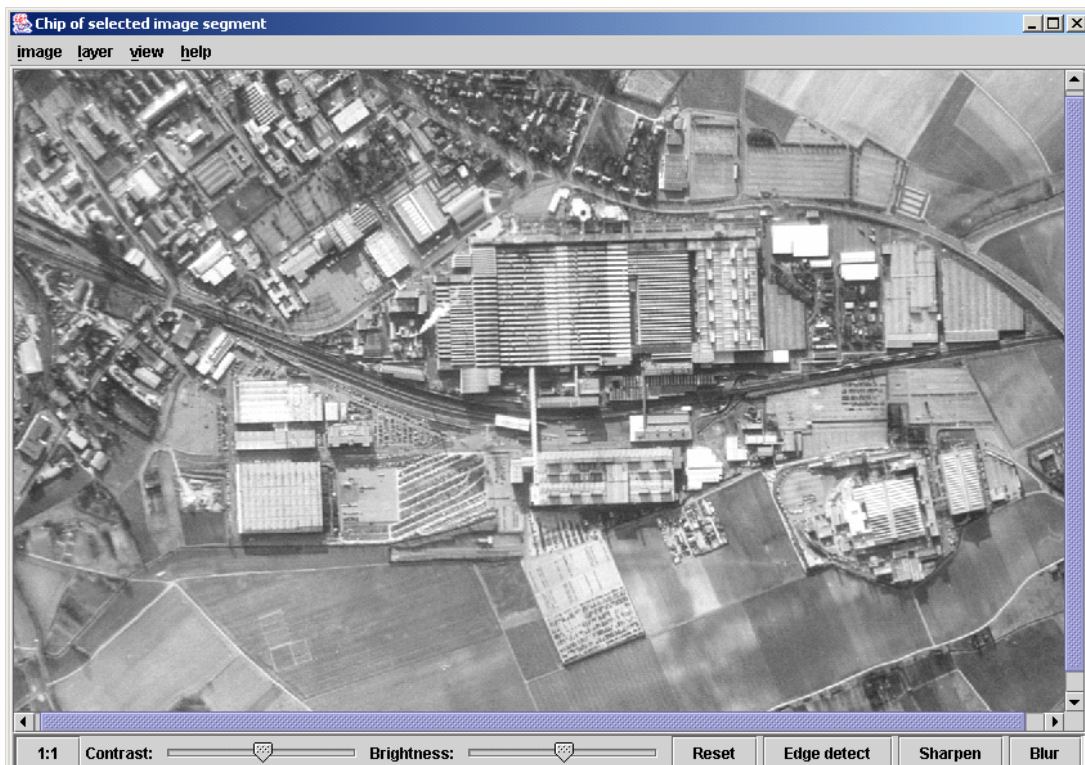 Chip of selected image segment
image layer view help
1:1 Contrast: Brightness: Reset Edge detect Sharpen Blur